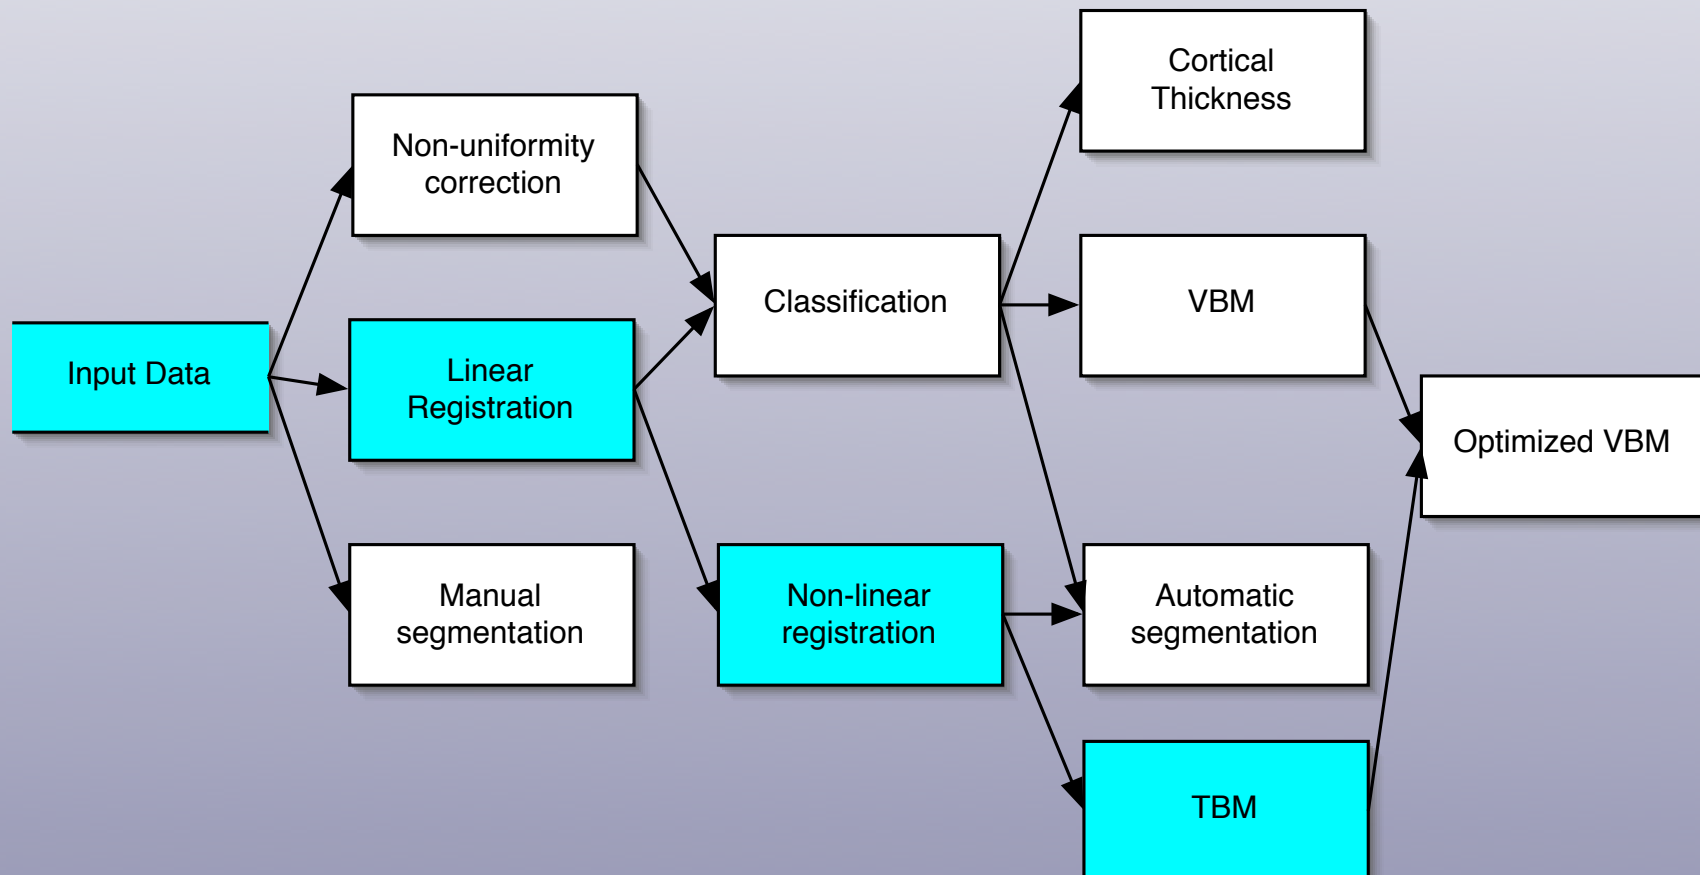 Input Data
Non-uniformity
correction
Linear
Registration
Manual
segmentation
Classification
Non-linear
registration
Cortical
Thickness
VBM
Automatic
segmentation
TBM
Optimized VBM